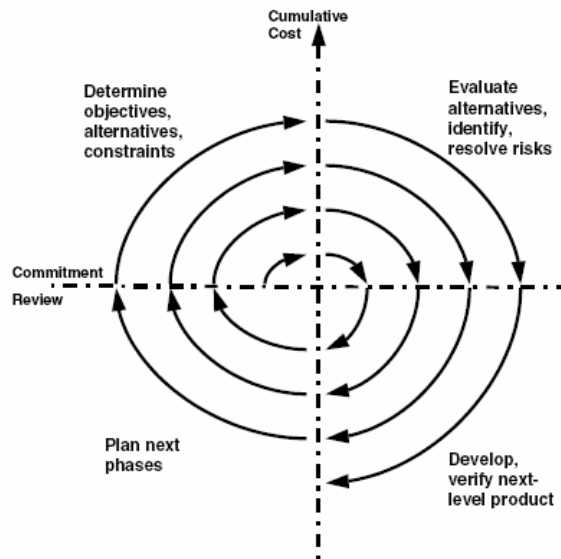 Cumulative
Cost
Determine
objectives,
alternatives,
constraints
Evaluate
alternatives,
identify,
resolve risks
Commitment
Review
Plan next
phases
Develop,
verify next-
level product